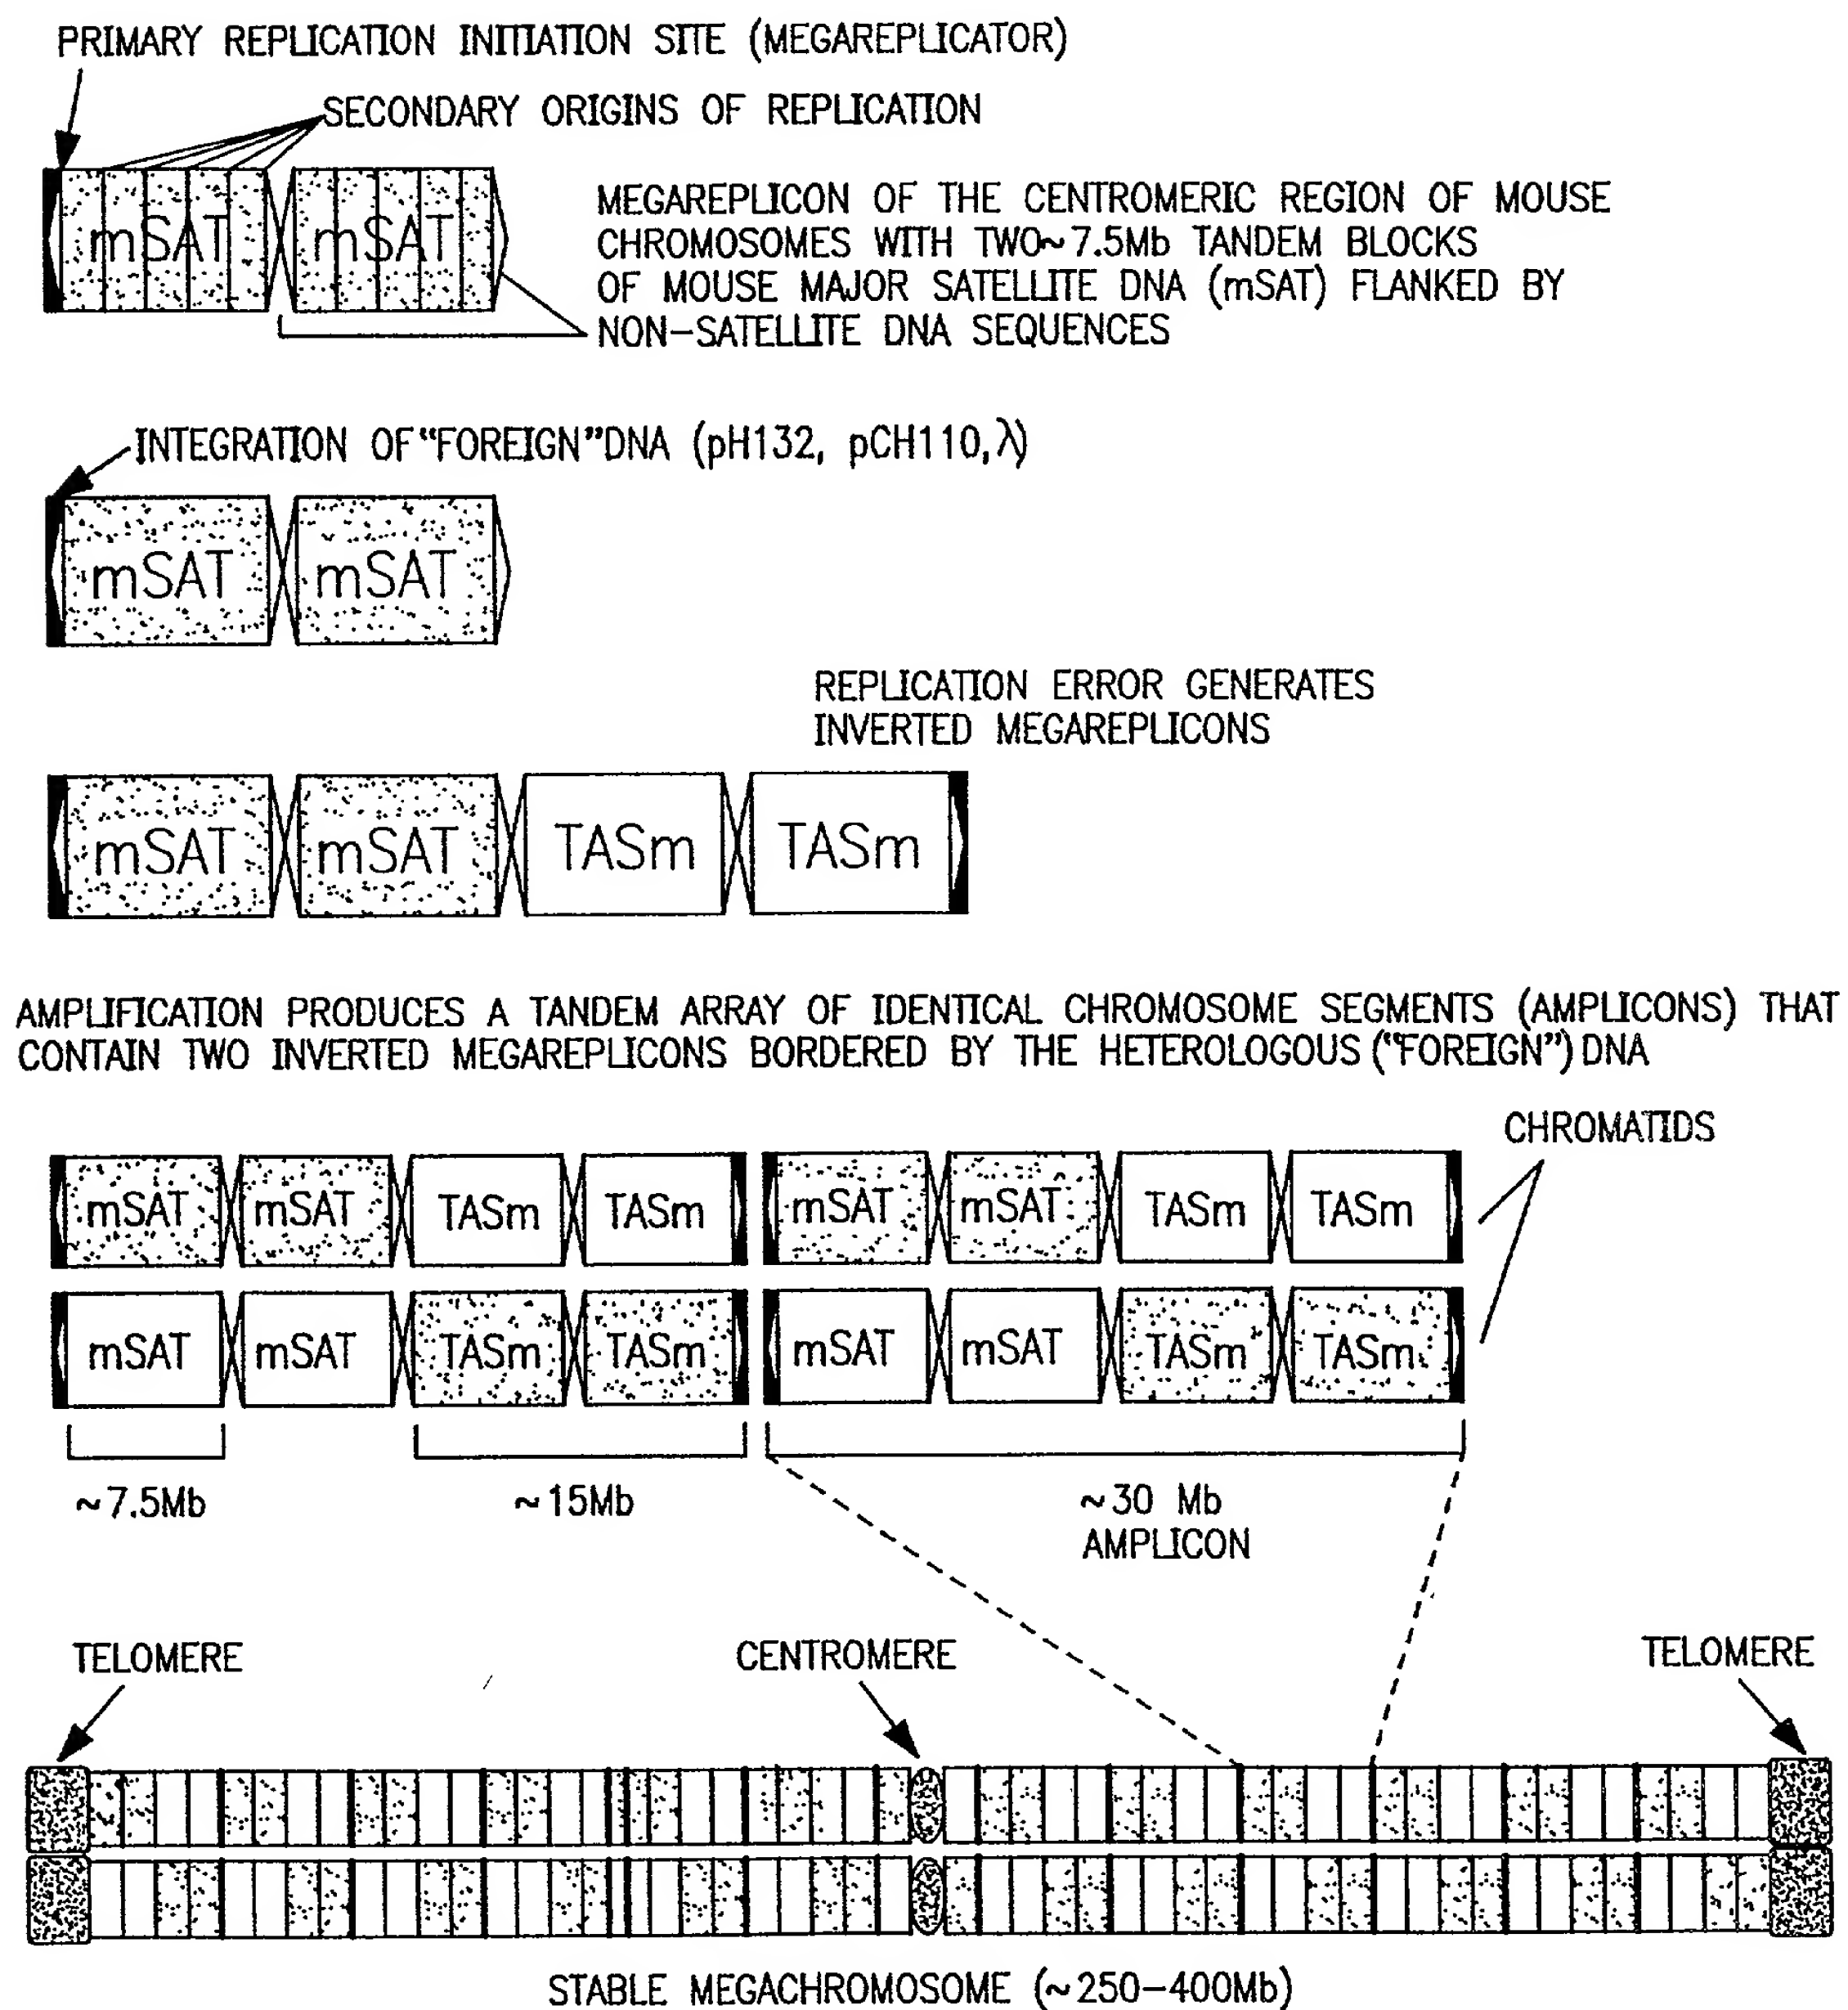 PRIMARY REPLICATION INITIATION SITE (MEGAREPLICATOR)
SECONDARY ORIGINS OF REPLICATION
mSAT mSAT
MEGAREPLICON OF THE CENTROMERIC REGION OF MOUSE
CHROMOSOMES WITH TWO~7.5Mb TANDEM BLOCKS
OF MOUSE MAJOR SATELLITE DNA (mSAT) FLANKED BY
NON-SATELLITE DNA SEQUENCES
INTEGRATION OF "FOREIGN" DNA (pH132, pCH110, λ)
mSAT mSAT
REPLICATION ERROR GENERATES
INVERTED MEGAREPLICONS
mSAT mSAT TASm TASm
AMPLIFICATION PRODUCES A TANDEM ARRAY OF IDENTICAL CHROMOSOME SEGMENTS (AMPLICONS) THAT
CONTAIN TWO INVERTED MEGAREPLICONS BORDERED BY THE HETEROLOGOUS ("FOREIGN") DNA
CHROMATIDS
mSAT mSAT TASm TASm mSAT mSAT TASm TASm
mSAT mSAT TASm TASm mSAT mSAT TASm TASm
~7.5Mb ~15Mb ~30 Mb
AMPLICON
TELOMERE CENTROMERE TELOMERE
STABLE MEGACHROMOSOME (~250-400Mb)